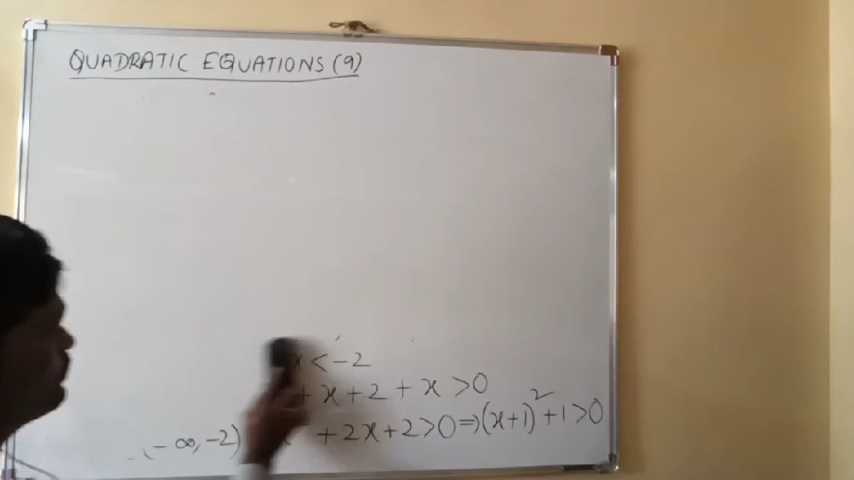 QUADRATIC EQUATIONS (9)
x < -2
+ x + 2 + x > 0
(-∞, -2) + 2x + 2 > 0 ⇒ (x + 1)² + 1 > 0